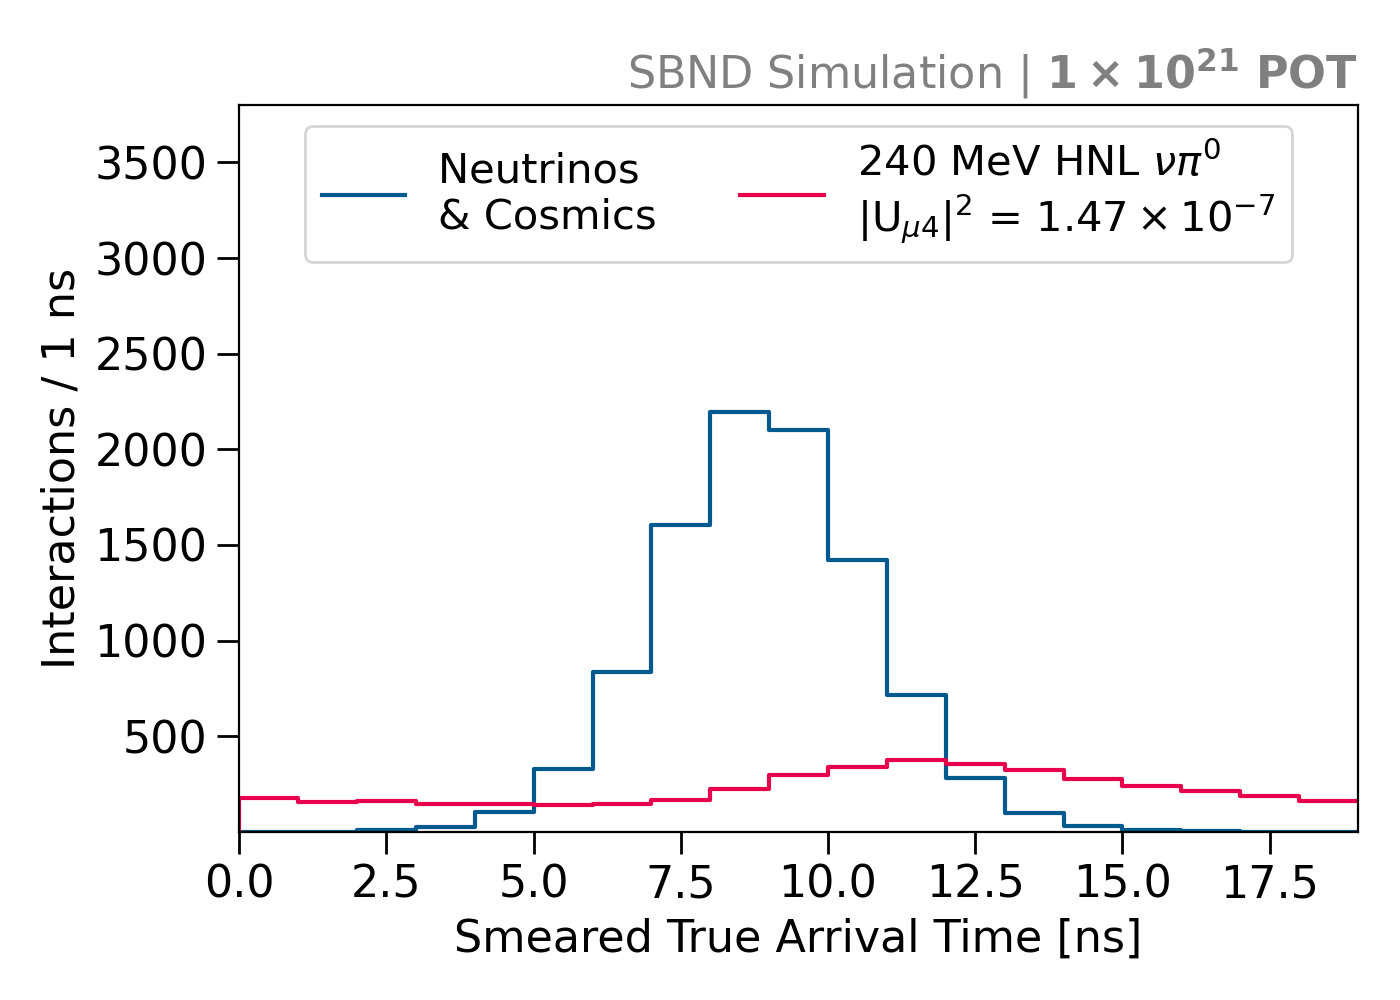 SBND Simulation | 1 × 10²¹ POT
Neutrinos
& Cosmics
240 MeV HNL νπ⁰
|U_μ4|² = 1.47 × 10⁻⁷
Interactions / 1 ns
3500
3000
2500
2000
1500
1000
500
0.0 2.5 5.0 7.5 10.0 12.5 15.0 17.5
Smeared True Arrival Time [ns]